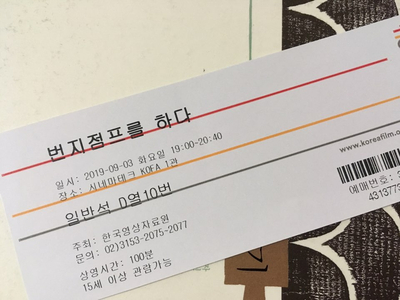 번지점프를 하다
일시: 2019-09-03 화요일 19:00-20:40
장소: 시네마테크 KOFA 1관
일반석 D열10번
주최: 한국영상자료원
문의: 02)3153-2075-2077
상영시간: 100분
15세 이상 관람가능
www.koreafilm.o
예매번호:
4313773